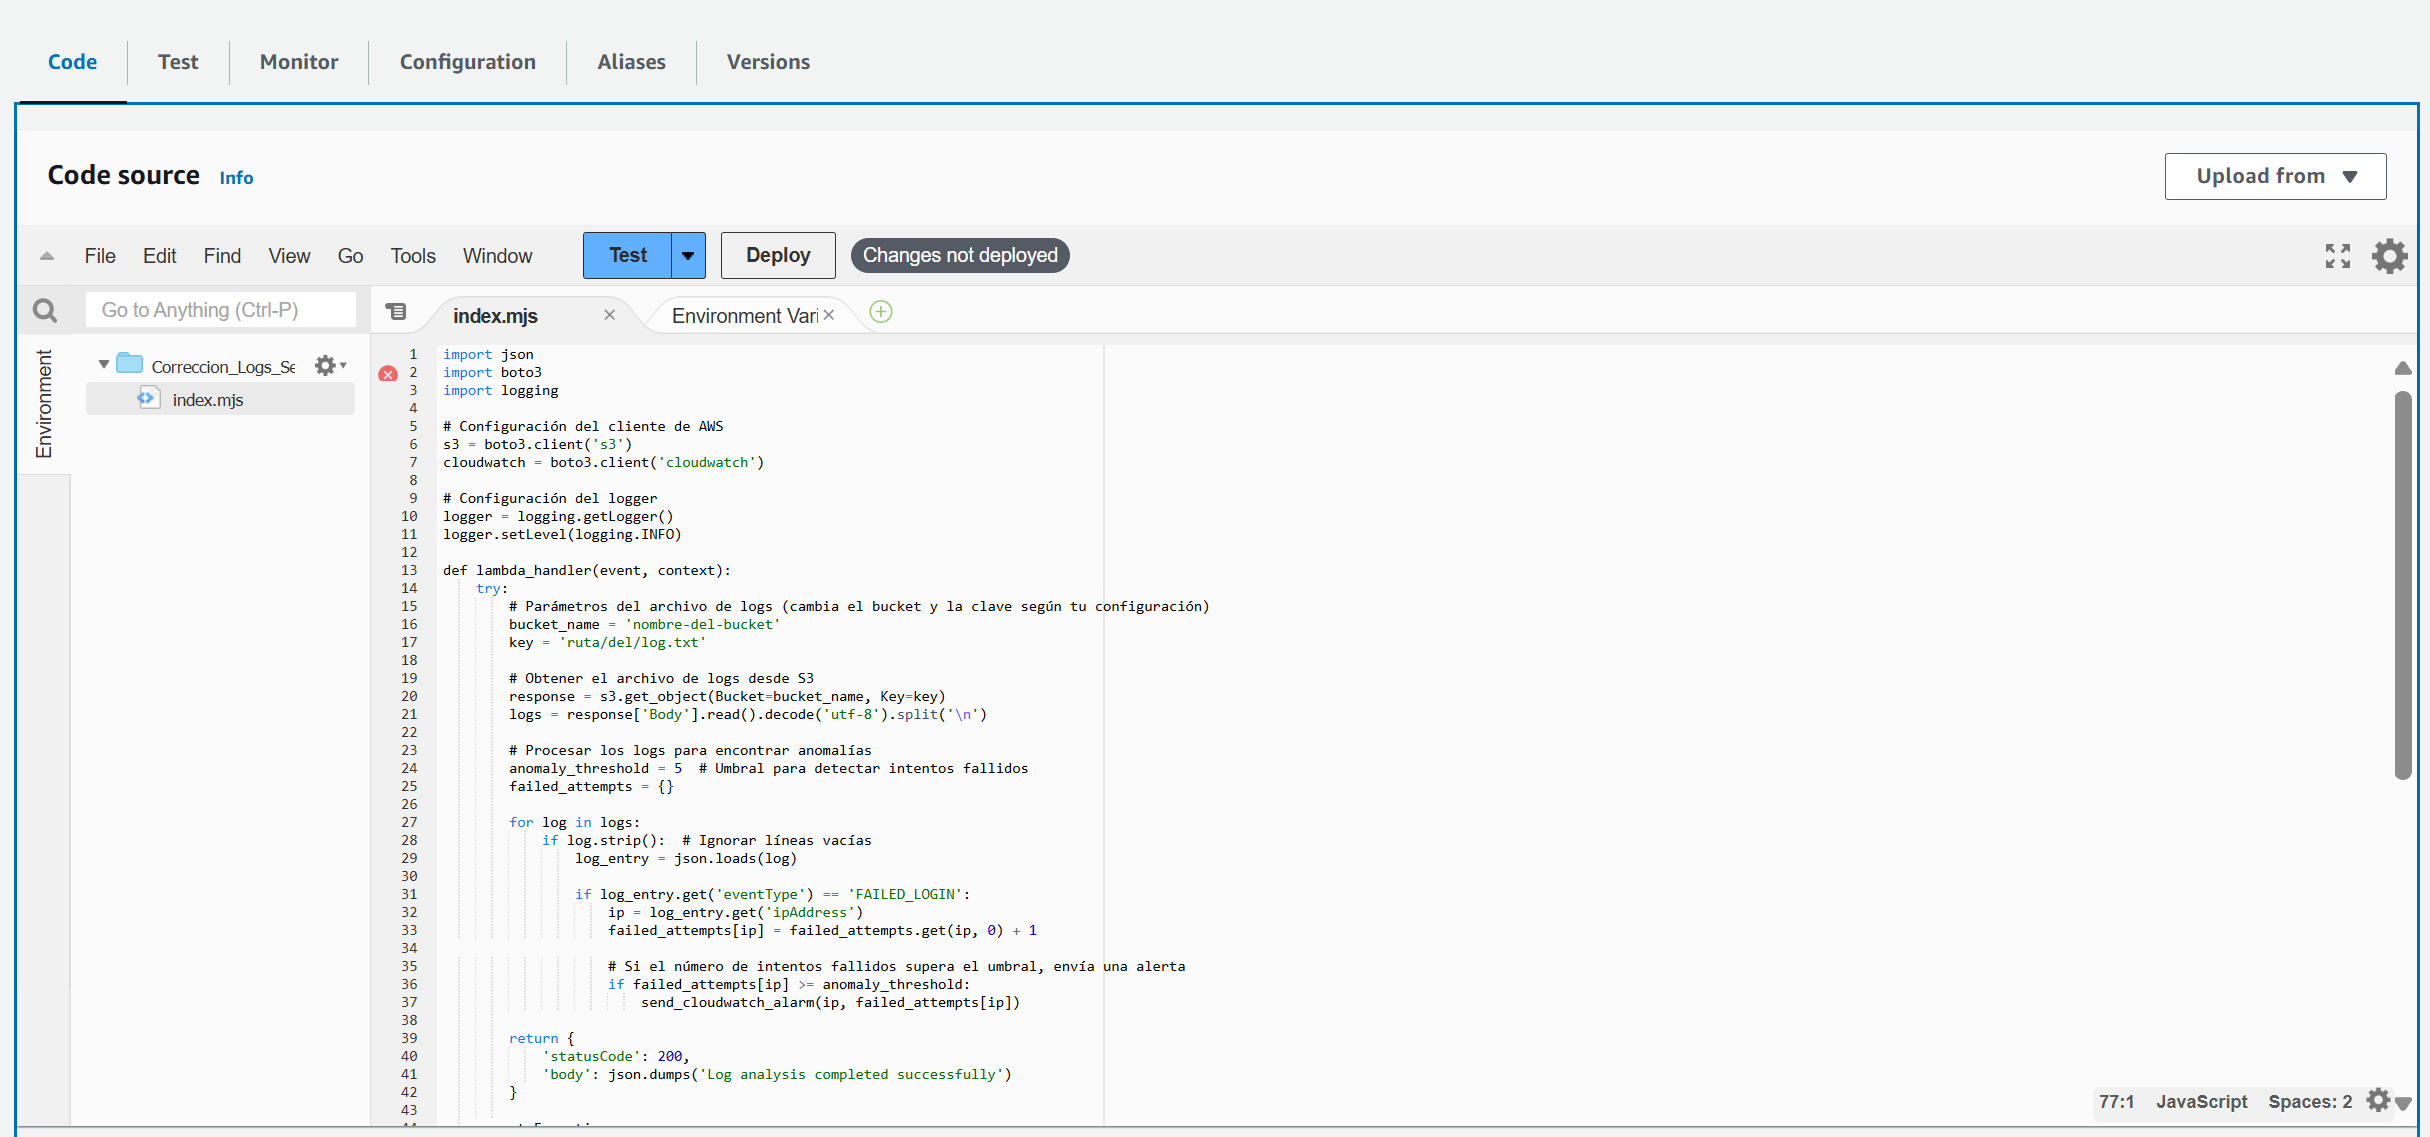 Code Test Monitor Configuration Aliases Versions
Code source Info
Upload from
File Edit Find View Go Tools Window Test Deploy Changes not deployed
Go to Anything (Ctrl-P)
index.mjs Environment Vari
Environment
Correccion_Logs_Se
index.mjs
1 import json
2 import boto3
3 import logging
4
5 # Configuración del cliente de AWS
6 s3 = boto3.client('s3')
7 cloudwatch = boto3.client('cloudwatch')
8
9 # Configuración del logger
10 logger = logging.getLogger()
11 logger.setLevel(logging.INFO)
12
13 def lambda_handler(event, context):
14     try:
15         # Parámetros del archivo de logs (cambia el bucket y la clave según tu configuración)
16         bucket_name = 'nombre-del-bucket'
17         key = 'ruta/del/log.txt'
18
19         # Obtener el archivo de logs desde S3
20         response = s3.get_object(Bucket=bucket_name, Key=key)
21         logs = response['Body'].read().decode('utf-8').split('\n')
22
23         # Procesar los logs para encontrar anomalías
24         anomaly_threshold = 5  # Umbral para detectar intentos fallidos
25         failed_attempts = {}
26
27         for log in logs:
28             if log.strip():  # Ignorar líneas vacías
29                 log_entry = json.loads(log)
30
31                 if log_entry.get('eventType') == 'FAILED_LOGIN':
32                     ip = log_entry.get('ipAddress')
33                     failed_attempts[ip] = failed_attempts.get(ip, 0) + 1
34
35                     # Si el número de intentos fallidos supera el umbral, envía una alerta
36                     if failed_attempts[ip] >= anomaly_threshold:
37                         send_cloudwatch_alarm(ip, failed_attempts[ip])
38
39         return {
40             'statusCode': 200,
41             'body': json.dumps('Log analysis completed successfully')
42         }
43
77:1 JavaScript Spaces: 2